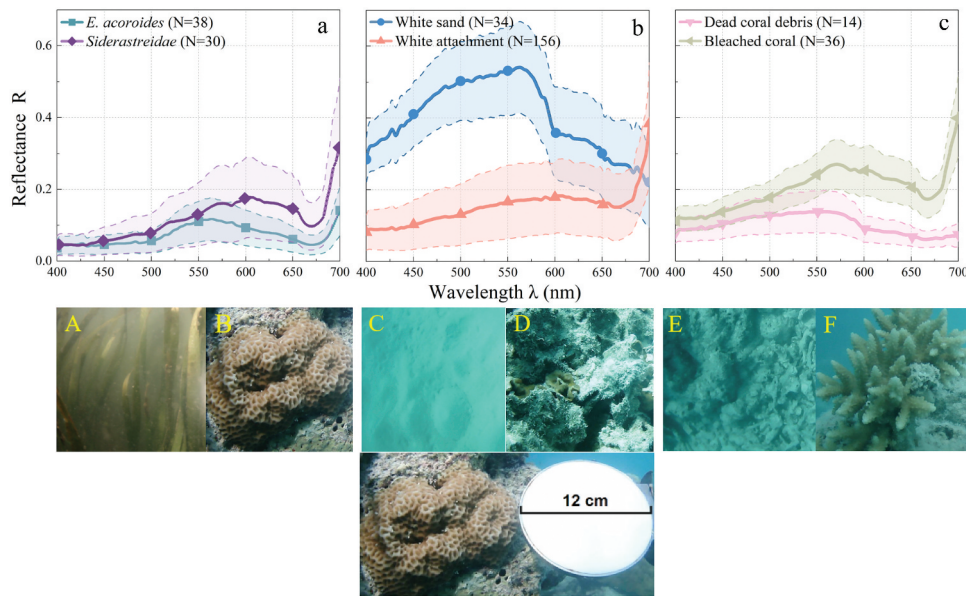 E. acoroides (N=38)
Siderastreidae (N=30)
a
White sand (N=34)
White attachment (N=156)
b
Dead coral debris (N=14)
Bleached coral (N=36)
c
Reflectance R
0.6
0.4
0.2
0.0
400 450 500 550 600 650 700
400 450 500 550 600 650 700
400 450 500 550 600 650 700
Wavelength λ (nm)
A
B
C
D
E
F
12 cm